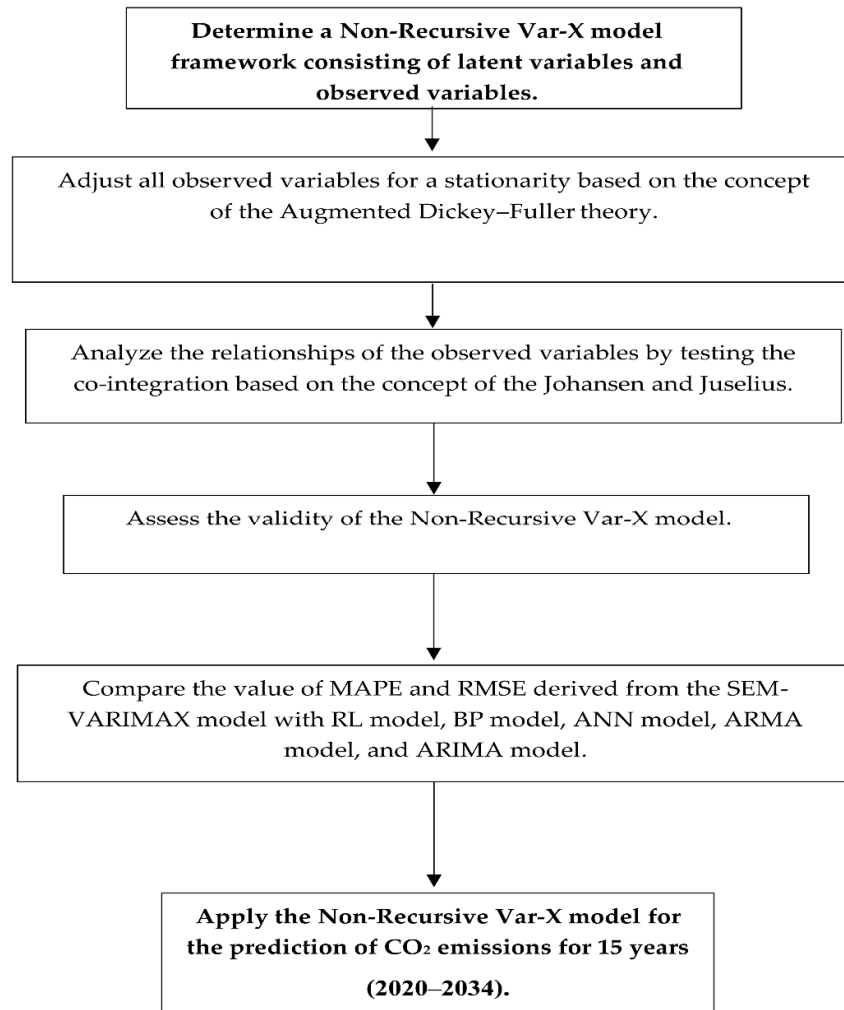 Determine a Non-Recursive Var-X model
framework consisting of latent variables and
observed variables.
Adjust all observed variables for a stationarity based on the concept
of the Augmented Dickey–Fuller theory.
Analyze the relationships of the observed variables by testing the
co-integration based on the concept of the Johansen and Juselius.
Assess the validity of the Non-Recursive Var-X model.
Compare the value of MAPE and RMSE derived from the SEM-
VARIMAX model with RL model, BP model, ANN model, ARMA
model, and ARIMA model.
Apply the Non-Recursive Var-X model for
the prediction of CO₂ emissions for 15 years
(2020–2034).